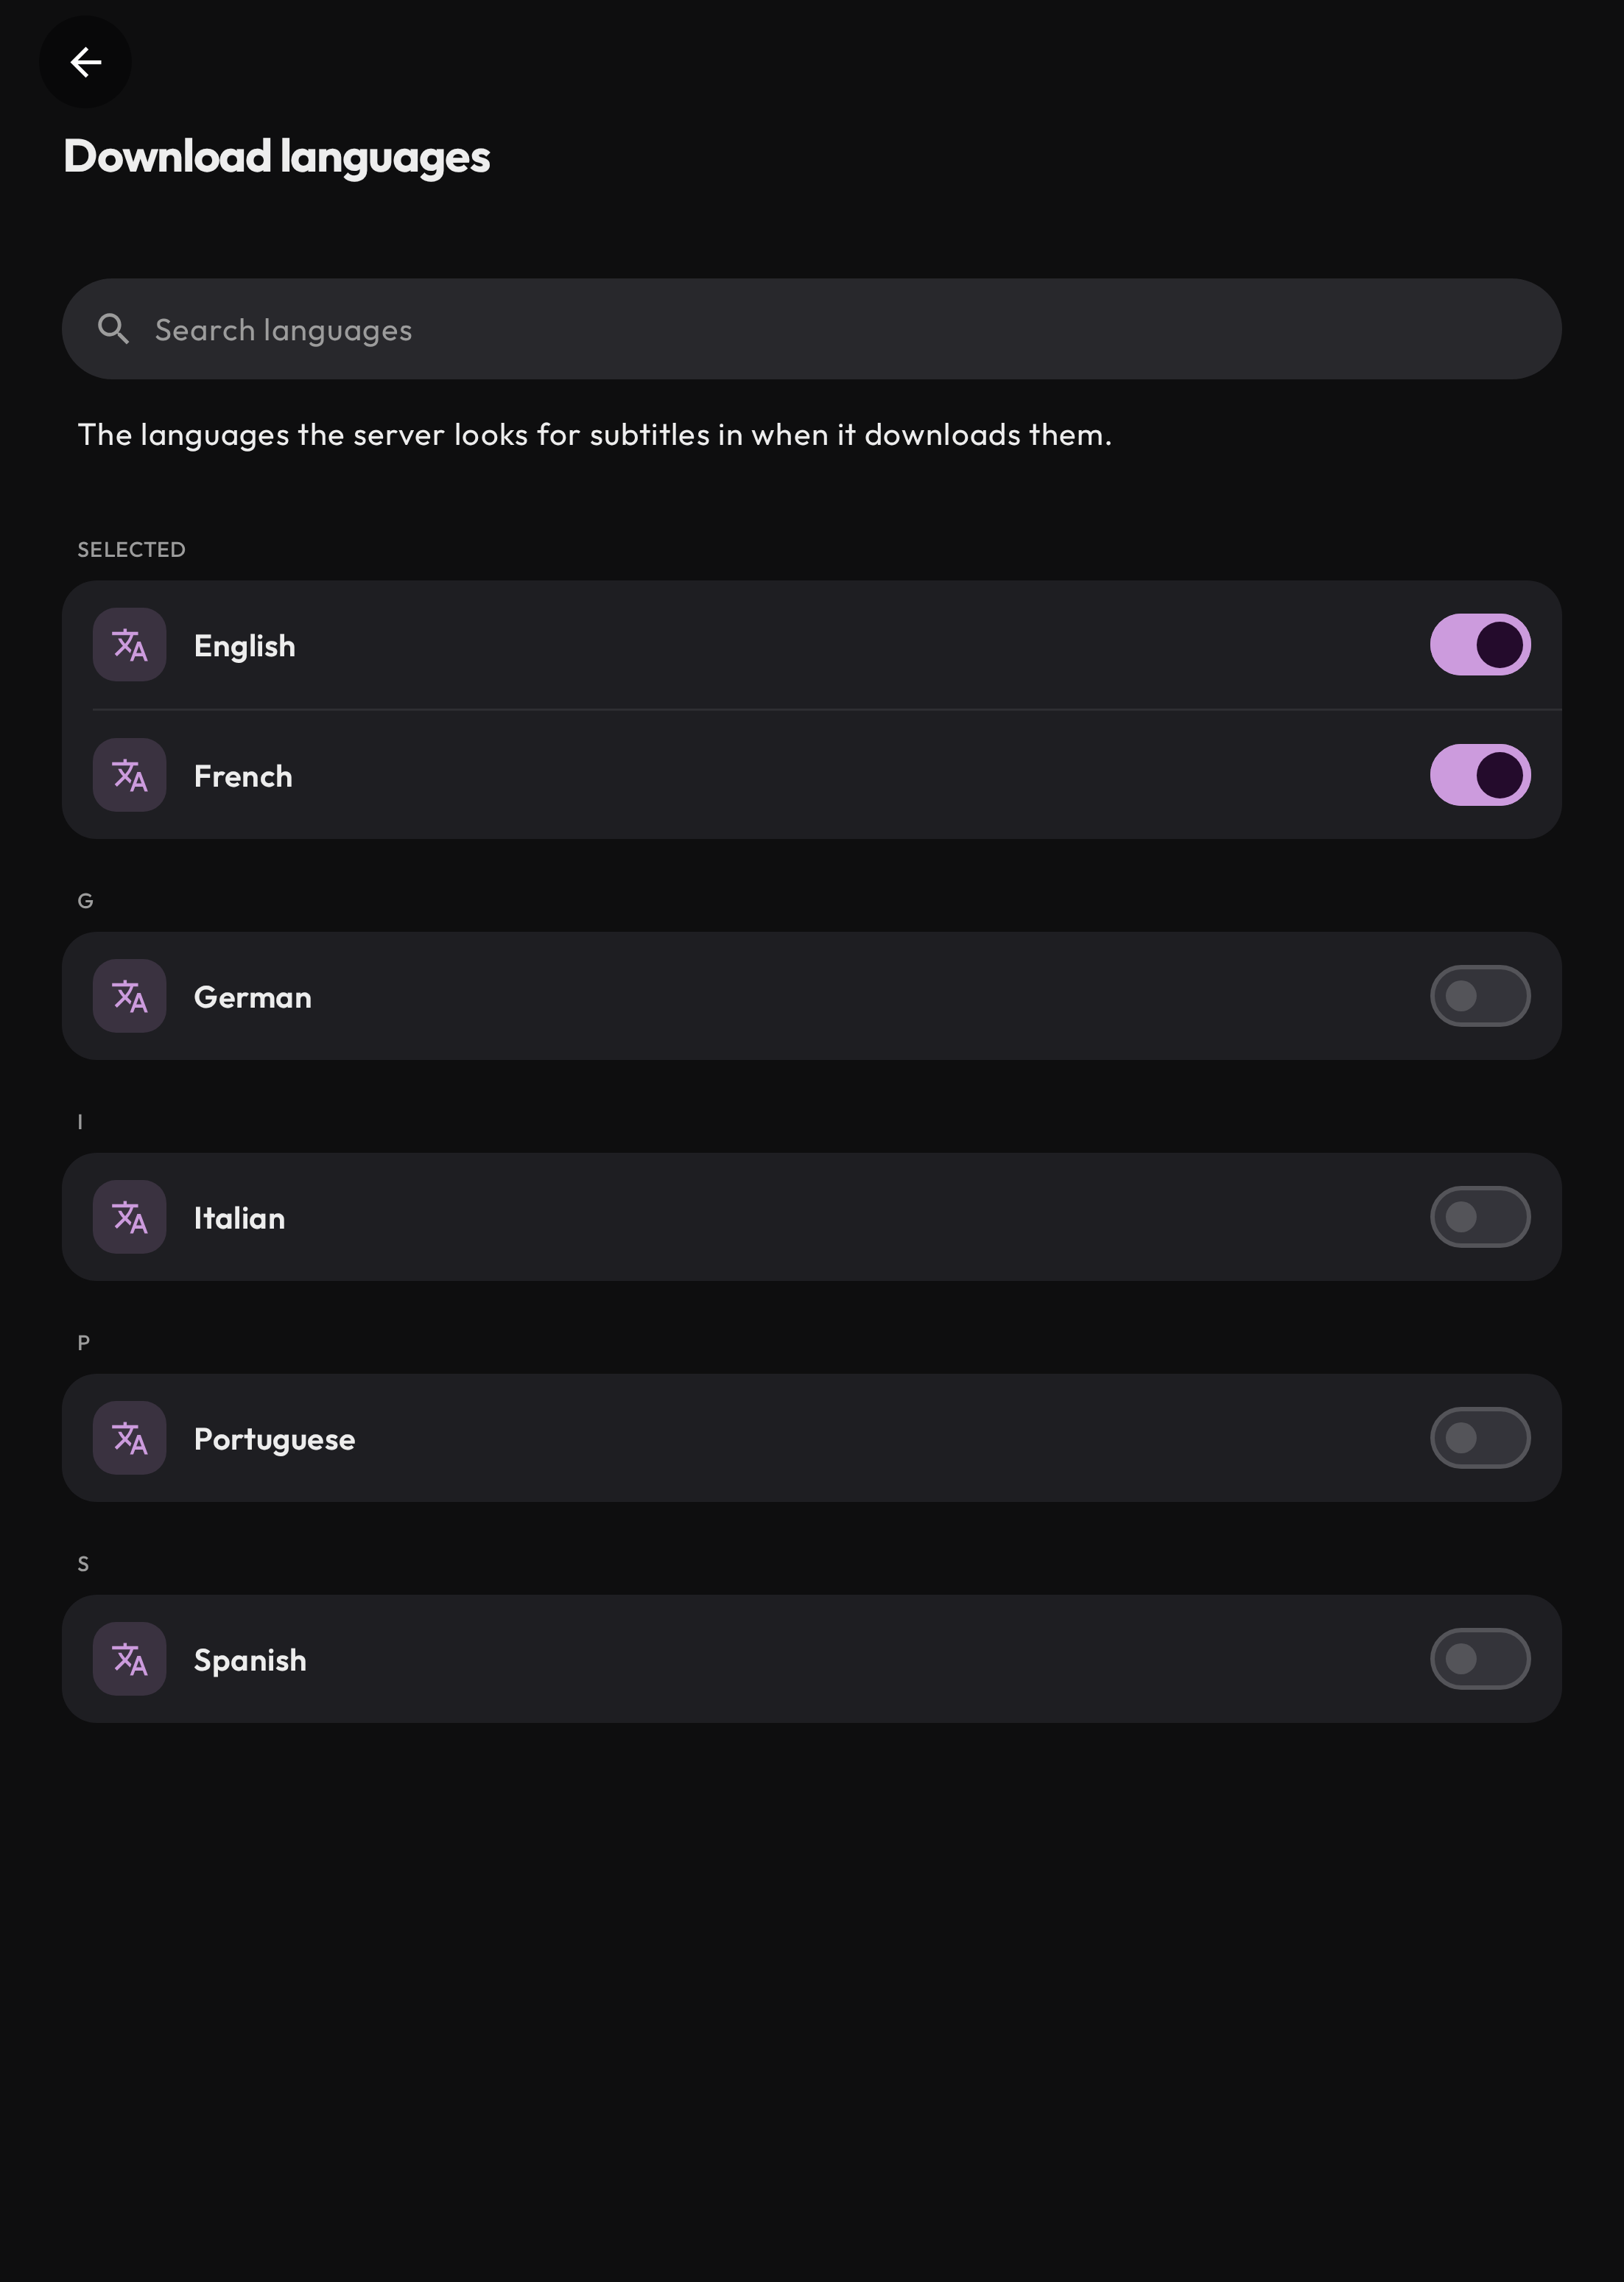 Download languages
Search languages
The languages the server looks for subtitles in when it downloads them.
SELECTED
English
French
G
German
I
Italian
P
Portuguese
S
Spanish